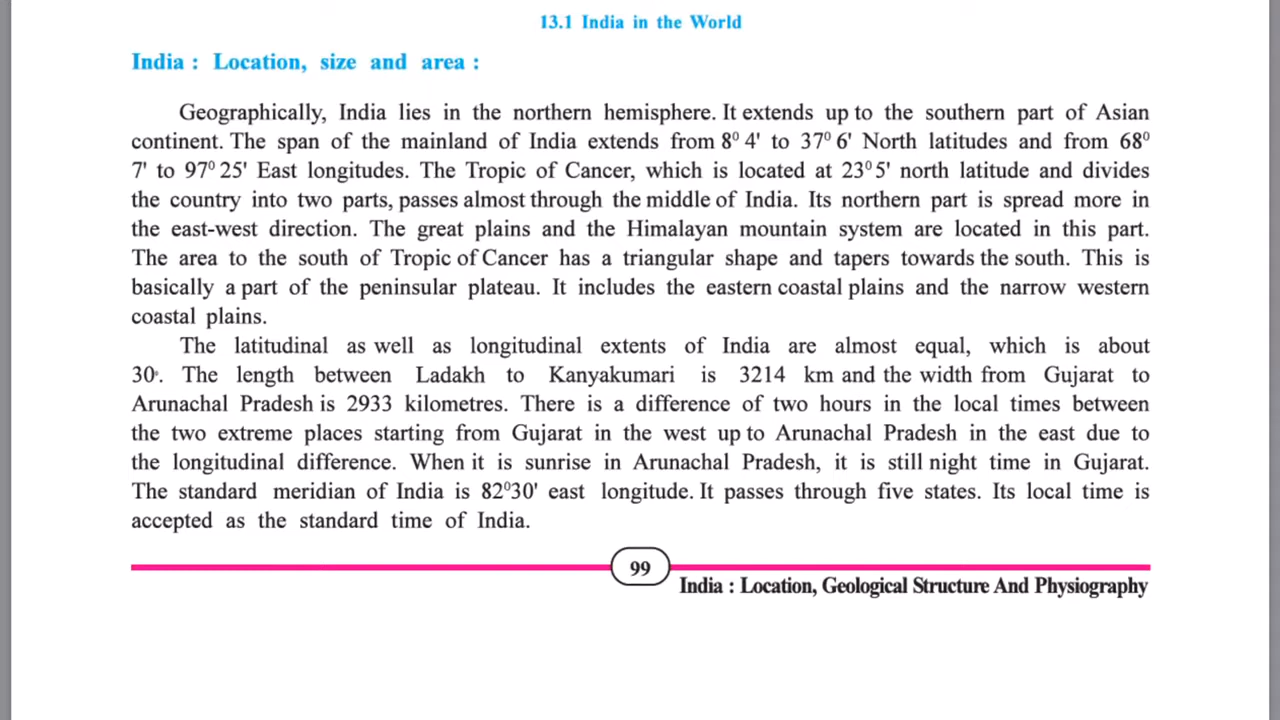 13.1 India in the World
India : Location, size and area :
Geographically, India lies in the northern hemisphere. It extends up to the southern part of Asian
continent. The span of the mainland of India extends from 8⁰ 4' to 37⁰ 6' North latitudes and from 68⁰
7' to 97⁰ 25' East longitudes. The Tropic of Cancer, which is located at 23⁰ 5' north latitude and divides
the country into two parts, passes almost through the middle of India. Its northern part is spread more in
the east-west direction. The great plains and the Himalayan mountain system are located in this part.
The area to the south of Tropic of Cancer has a triangular shape and tapers towards the south. This is
basically a part of the peninsular plateau. It includes the eastern coastal plains and the narrow western
coastal plains.
The latitudinal as well as longitudinal extents of India are almost equal, which is about
30°. The length between Ladakh to Kanyakumari is 3214 km and the width from Gujarat to
Arunachal Pradesh is 2933 kilometres. There is a difference of two hours in the local times between
the two extreme places starting from Gujarat in the west up to Arunachal Pradesh in the east due to
the longitudinal difference. When it is sunrise in Arunachal Pradesh, it is still night time in Gujarat.
The standard meridian of India is 82⁰30' east longitude. It passes through five states. Its local time is
accepted as the standard time of India.
99
India : Location, Geological Structure And Physiography